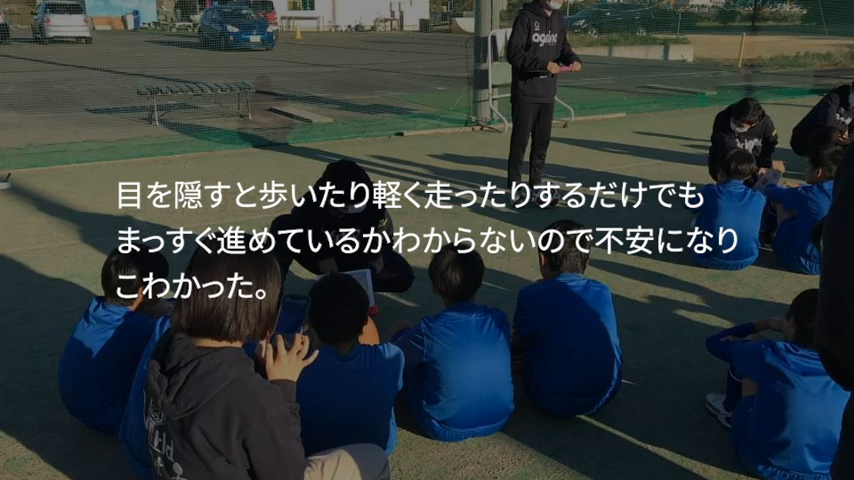 目を隠すと歩いたり軽く走ったりするだけでも
まっすぐ進めているかわからないので不安になり
こわかった。